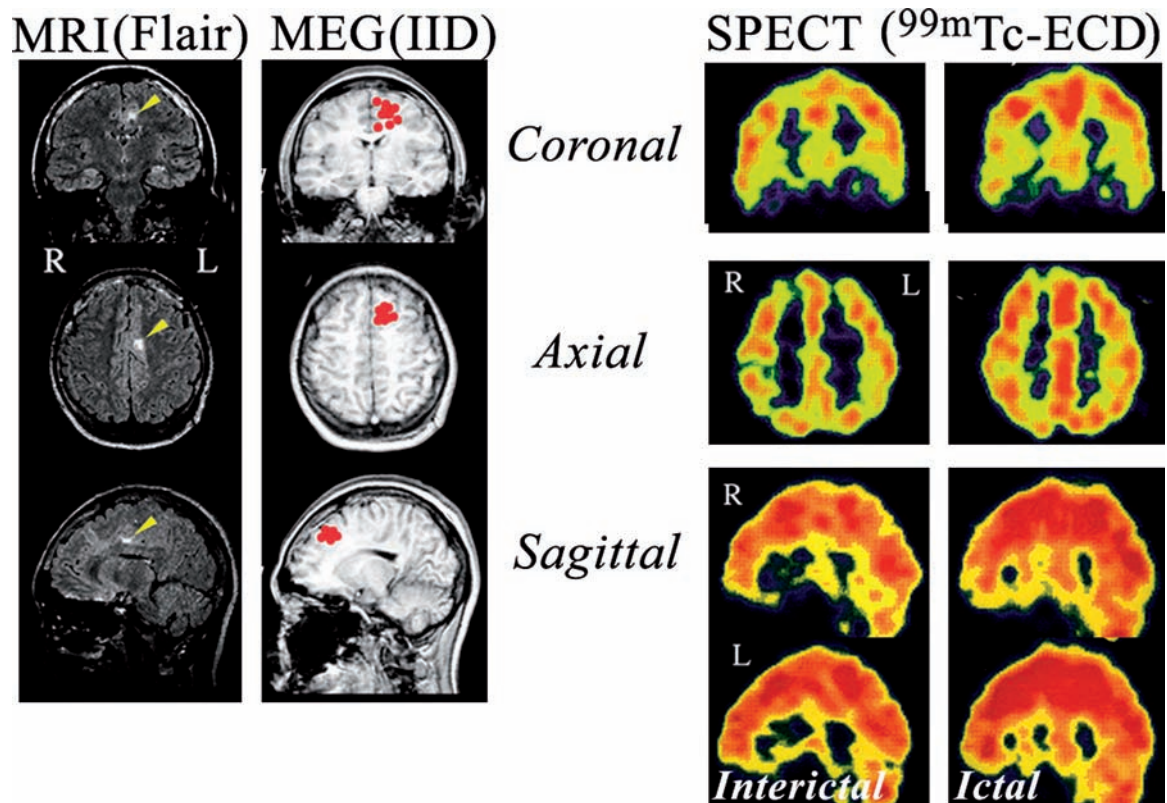 MRI(Flair)
MEG(IID)
SPECT (99mTc-ECD)
Coronal
R
L
R
L
Axial
R
Sagittal
L
Interictal
Ictal